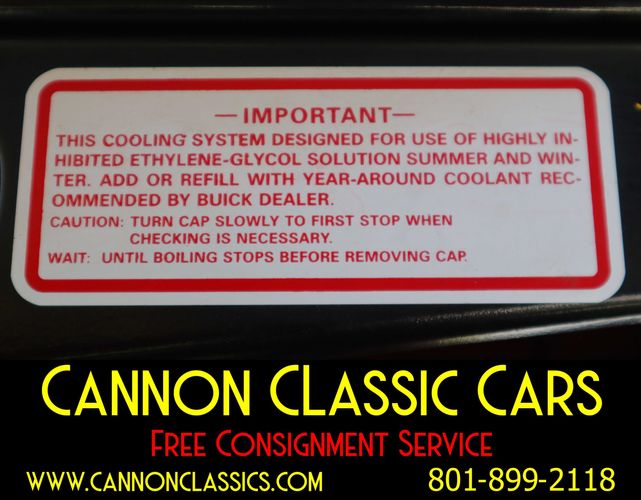 —IMPORTANT—
THIS COOLING SYSTEM DESIGNED FOR USE OF HIGHLY IN-
HIBITED ETHYLENE-GLYCOL SOLUTION SUMMER AND WIN-
TER. ADD OR REFILL WITH YEAR-AROUND COOLANT REC-
OMMENDED BY BUICK DEALER.
CAUTION: TURN CAP SLOWLY TO FIRST STOP WHEN
CHECKING IS NECESSARY.
WAIT: UNTIL BOILING STOPS BEFORE REMOVING CAP.
CANNON CLASSIC CARS
FREE CONSIGNMENT SERVICE
WWW.CANNONCLASSICS.COM 801-899-2118